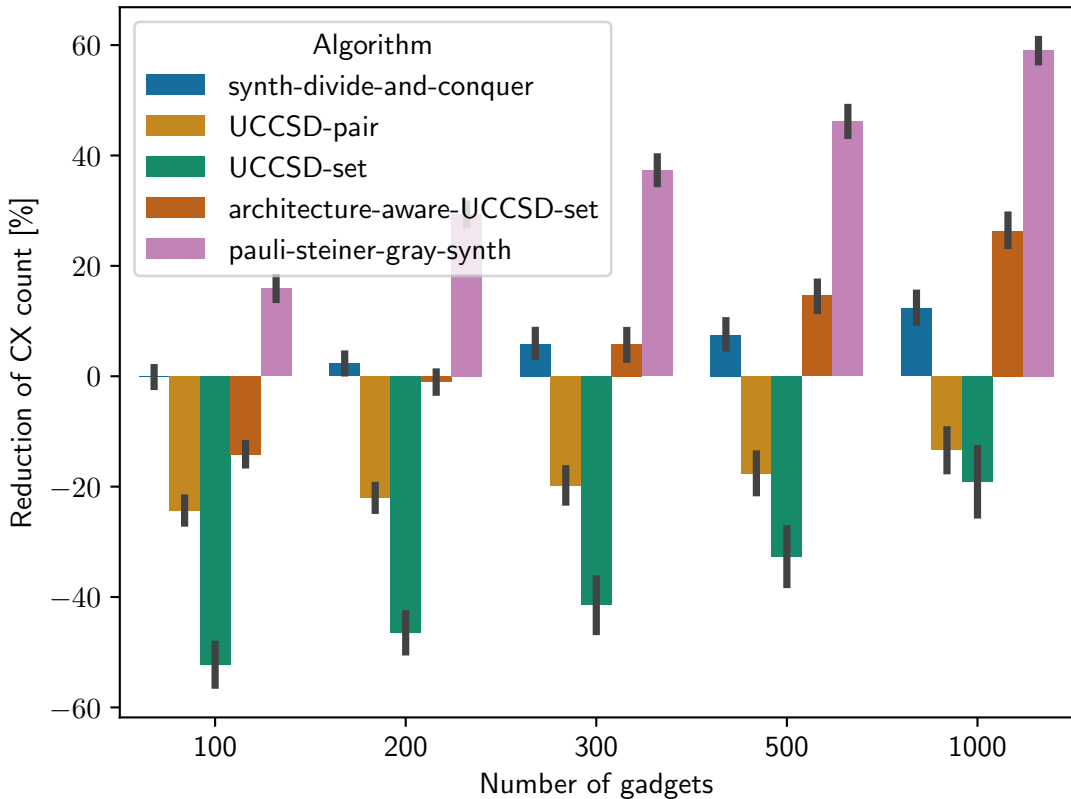 Algorithm
synth-divide-and-conquer
UCCSD-pair
UCCSD-set
architecture-aware-UCCSD-set
pauli-steiner-gray-synth
Reduction of CX count [%]
60
40
20
0
−20
−40
−60
100 200 300 500 1000
Number of gadgets